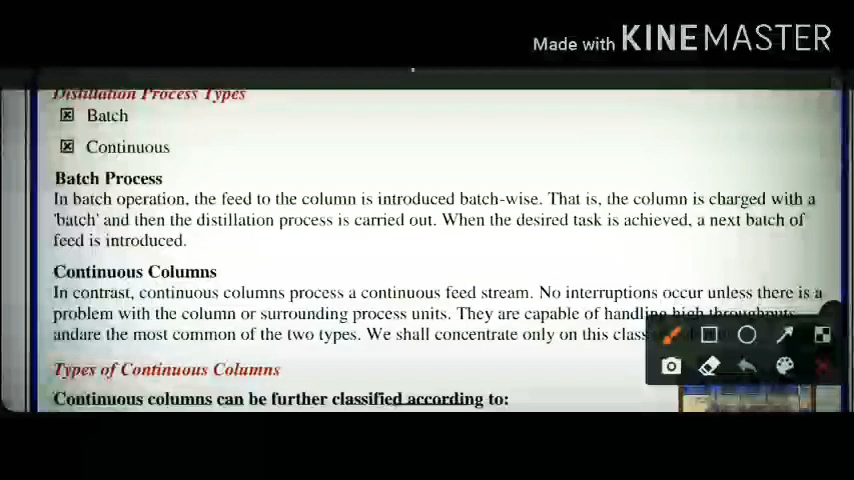 Made with KINEMASTER
Distillation Process Types
Batch
Continuous
Batch Process
In batch operation, the feed to the column is introduced batch-wise. That is, the column is charged with a
'batch' and then the distillation process is carried out. When the desired task is achieved, a next batch of
feed is introduced.
Continuous Columns
In contrast, continuous columns process a continuous feed stream. No interruptions occur unless there is a
problem with the column or surrounding process units. They are capable of handling high throughputs
andare the most common of the two types. We shall concentrate only on this class
Types of Continuous Columns
Continuous columns can be further classified according to: